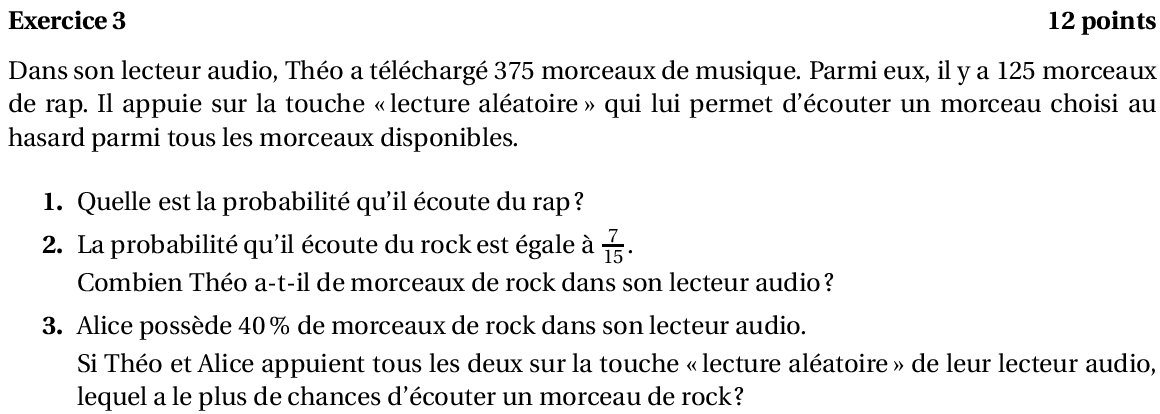 Exercice 3 12 points
Dans son lecteur audio, Théo a téléchargé 375 morceaux de musique. Parmi eux, il y a 125 morceaux
de rap. Il appuie sur la touche « lecture aléatoire » qui lui permet d'écouter un morceau choisi au
hasard parmi tous les morceaux disponibles.
1. Quelle est la probabilité qu'il écoute du rap ?
2. La probabilité qu'il écoute du rock est égale à 7/15.
Combien Théo a-t-il de morceaux de rock dans son lecteur audio ?
3. Alice possède 40 % de morceaux de rock dans son lecteur audio.
Si Théo et Alice appuient tous les deux sur la touche « lecture aléatoire » de leur lecteur audio,
lequel a le plus de chances d'écouter un morceau de rock ?